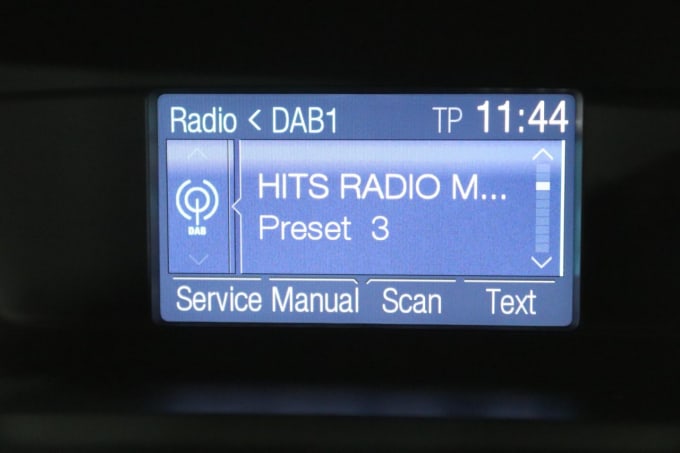 Radio < DAB1 TP 11:44
HITS RADIO M...
DAB
Preset 3
Service Manual Scan Text